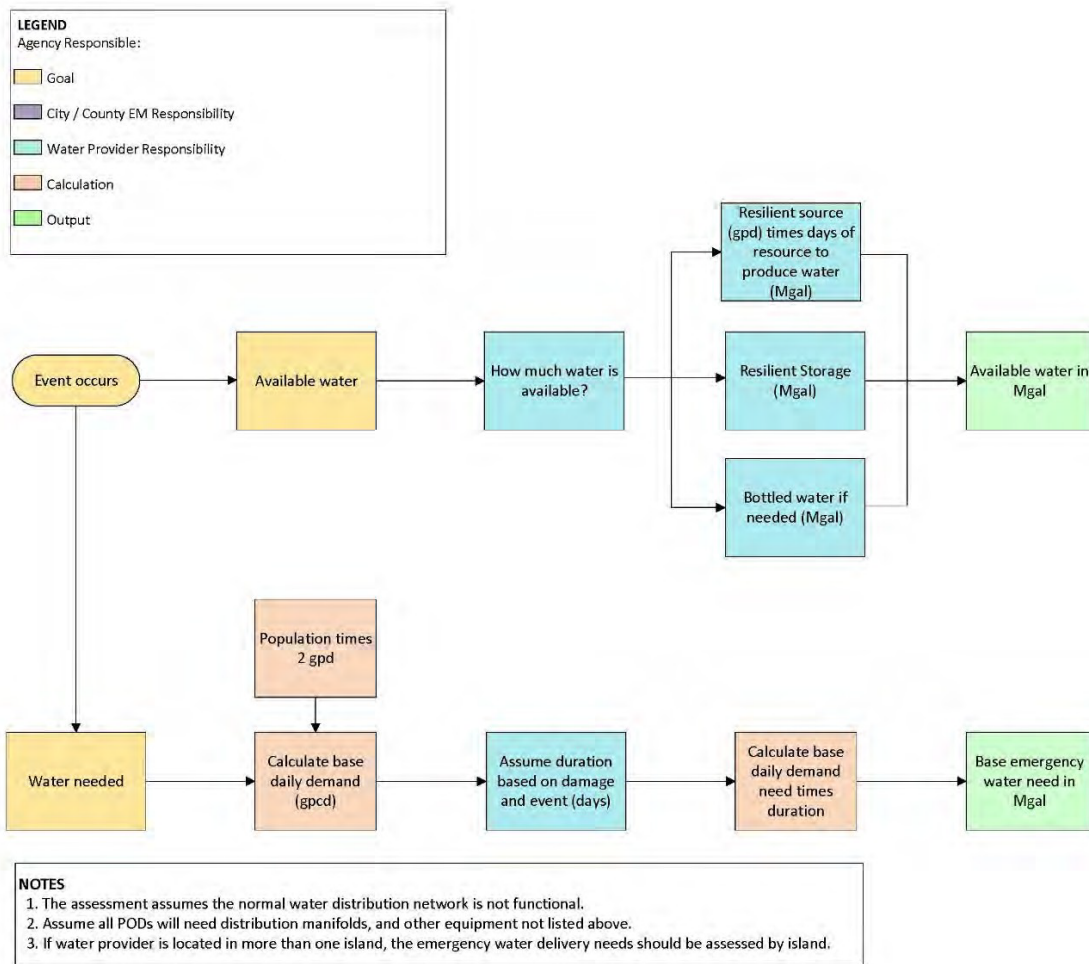 LEGEND
Agency Responsible:
Goal
City / County EM Responsibility
Water Provider Responsibility
Calculation
Output
Resilient source
(gpd) times days of
resource to
produce water
(Mgal)
Event occurs
Available water
How much water is
available?
Resilient Storage
(Mgal)
Available water in
Mgal
Bottled water if
needed (Mgal)
Population times
2 gpd
Water needed
Calculate base
daily demand
(gpcd)
Assume duration
based on damage
and event (days)
Calculate base
daily demand
need times
duration
Base emergency
water need in
Mgal
NOTES
1. The assessment assumes the normal water distribution network is not functional.
2. Assume all PODs will need distribution manifolds, and other equipment not listed above.
3. If water provider is located in more than one island, the emergency water delivery needs should be assessed by island.